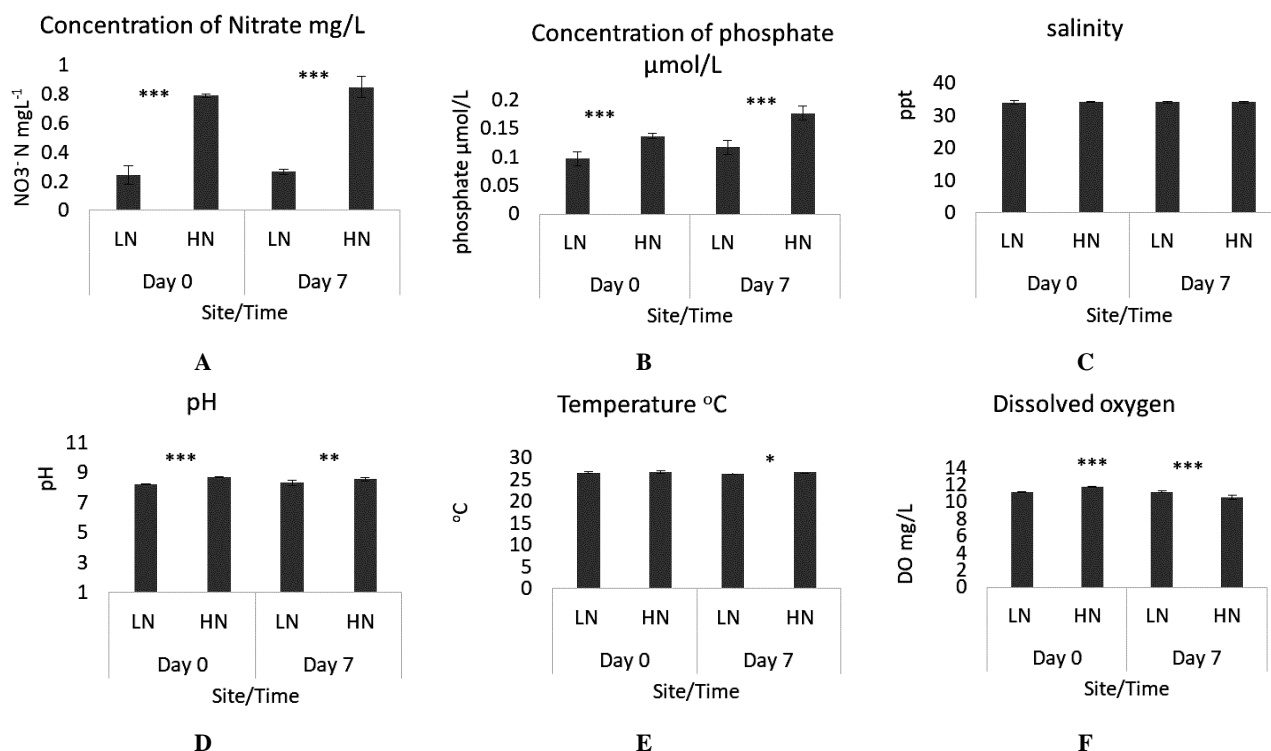 A
Concentration of Nitrate mg/L
NO3⁻ N mgL⁻¹
1
0.8
0.6
0.4
0.2
0
***
***
LN HN LN HN
Day 0 Day 7
Site/Time
A
Concentration of phosphate
µmol/L
phosphate µmol/L
0.2
0.15
0.1
0.05
0
***
***
LN HN LN HN
Day 0 Day 7
Site/Time
B
salinity
ppt
40
30
20
10
0
LN HN LN HN
Day 0 Day 7
Site/Time
C
pH
pH
11
9
7
5
3
1
***
**
LN HN LN HN
Day 0 Day 7
Site/Time
D
Temperature °C
°C
30
25
20
15
10
5
0
*
LN HN LN HN
Day 0 Day 7
Site/Time
E
Dissolved oxygen
DO mg/L
14
12
10
8
6
4
2
0
***
***
LN HN LN HN
Day 0 Day 7
Site/Time
F